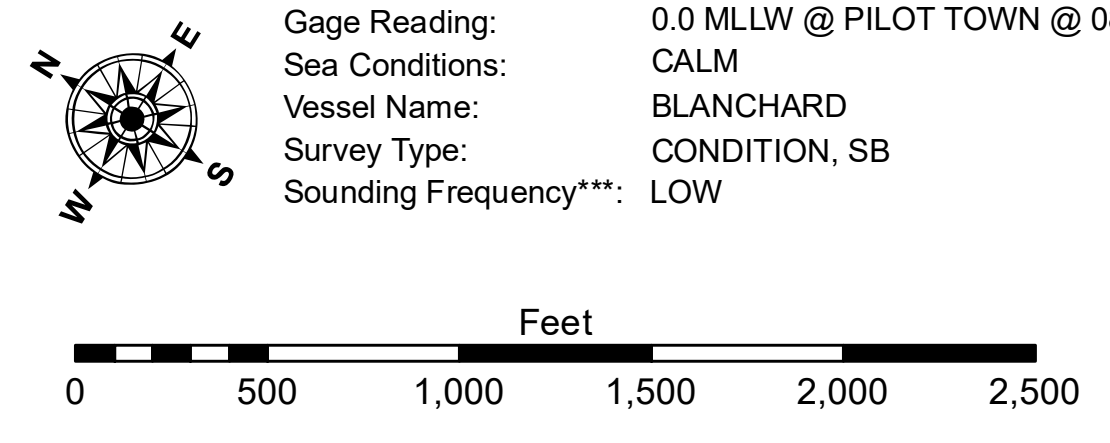 N
E
S
W
Gage Reading: 0.0 MLLW @ PILOT TOWN @
Sea Conditions: CALM
Vessel Name: BLANCHARD
Survey Type: CONDITION, SB
Sounding Frequency***: LOW
Feet
0 500 1,000 1,500 2,000 2,500